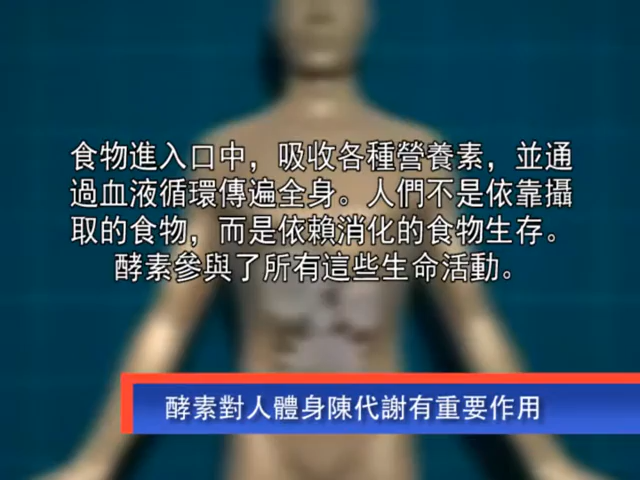 食物進入口中，吸收各種營養素，並通
過血液循環傳遍全身。人們不是依靠攝
取的食物，而是依賴消化的食物生存。
酵素參與了所有這些生命活動。
酵素對人體身陳代謝有重要作用